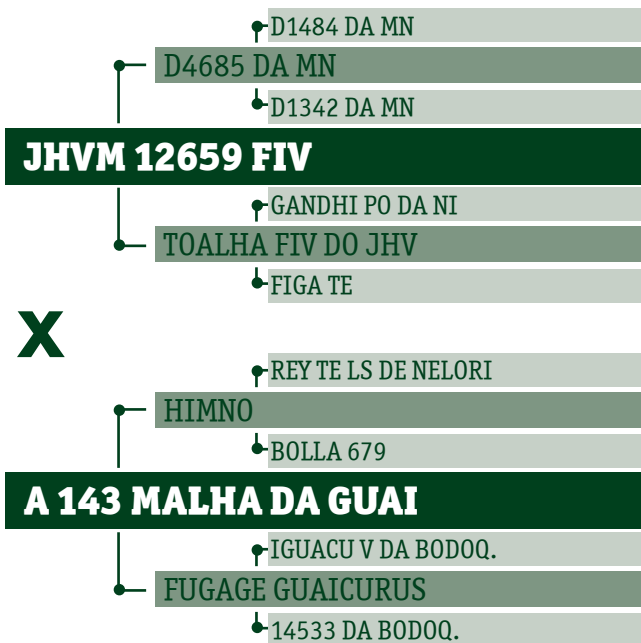 D1484 DA MN
D4685 DA MN
D1342 DA MN
JHVM 12659 FIV
GANDHI PO DA NI
TOALHA FIV DO JHV
FIGA TE
X
REY TE LS DE NELORI
HIMNO
BOLLA 679
A 143 MALHA DA GUAI
IGUACU V DA BODOQ.
FUGAGE GUAICURUS
14533 DA BODOQ.